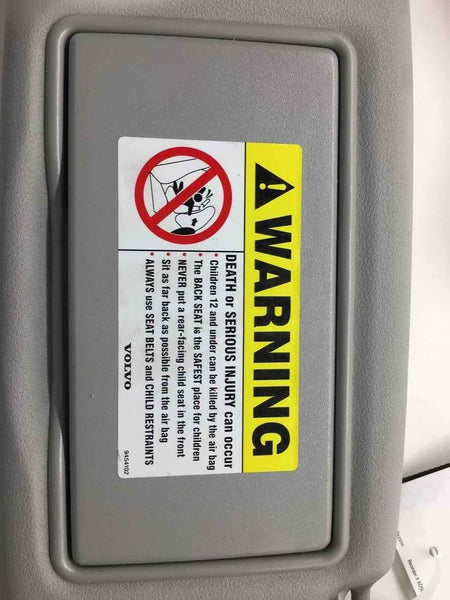 WARNING
DEATH or SERIOUS INJURY can occur
• Children 12 and under can be killed by the air bag
• The BACK SEAT is the SAFEST place for children
• NEVER put a rear-facing child seat in the front
• Sit as far back as possible from the air bag
• ALWAYS use SEAT BELTS and CHILD RESTRAINTS
VOLVO
9454102